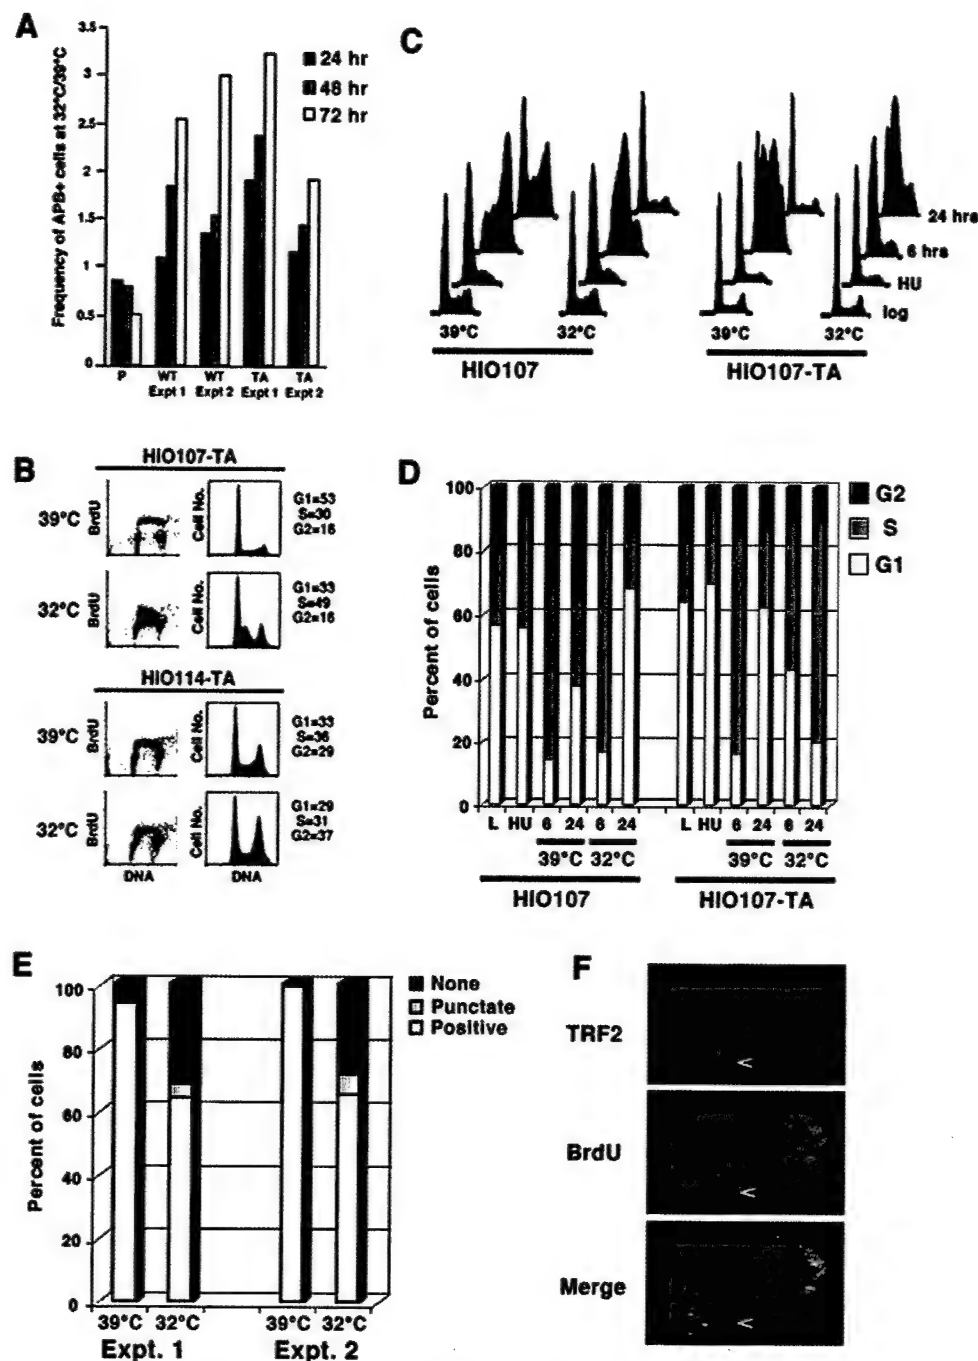 A
Frequency of APB+ cells at 32°C/39°C
3.5
3
2.5
2
1.5
1
0.5
0
24 hr
48 hr
72 hr
P
WT Expt 1
WT Expt 2
TA Expt 1
TA Expt 2
C
24 hrs
6 hrs
HU
log
39°C 32°C
HIO107
39°C 32°C
HIO107-TA
B
HIO107-TA
39°C
BrdU
Cell No.
G1=53
S=30
G2=16
32°C
BrdU
Cell No.
G1=33
S=49
G2=16
HIO114-TA
39°C
BrdU
Cell No.
G1=33
S=36
G2=29
32°C
BrdU
Cell No.
G1=29
S=31
G2=37
DNA DNA
D
Percent of cells
100
80
60
40
20
0
G2
S
G1
L HU 6 24 6 24
39°C 32°C
HIO107
L HU 6 24 6 24
39°C 32°C
HIO107-TA
E
Percent of cells
100
80
60
40
20
0
None
Punctate
Positive
39°C 32°C
Expt. 1
39°C 32°C
Expt. 2
F
TRF2
<
BrdU
<
Merge
<